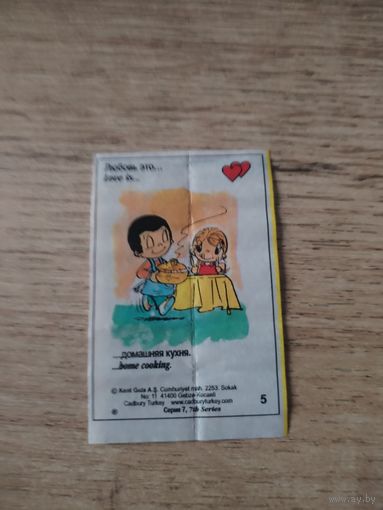 Любовь это...
Love is...
...домашняя кухня.
...home cooking.
© Kent Gıda A.Ş. Cumhuriyet mah. 2253. Sokak
No: 11 41400 Gebze-Kocaeli
Cadbury Turkey www.cadburyturkey.com
® Серия 7, 7th Series
5
www.ay.by